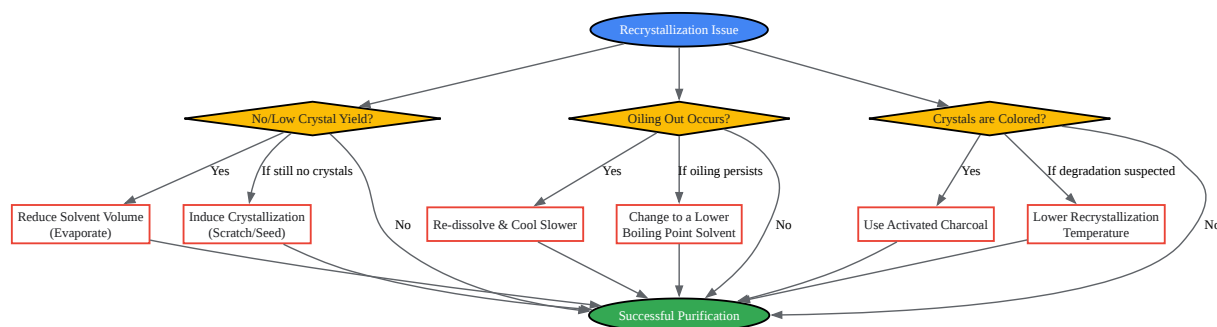 Recrystallization Issue
No/Low Crystal Yield?
Oiling Out Occurs?
Crystals are Colored?
Yes
If still no crystals
Yes
If oiling persists
Yes
If degradation suspected
Reduce Solvent Volume
(Evaporate)
Induce Crystallization
(Scratch/Seed)
No
Re-dissolve & Cool Slower
Change to a Lower
Boiling Point Solvent
No
Use Activated Charcoal
Lower Recrystallization
Temperature
No
Successful Purification